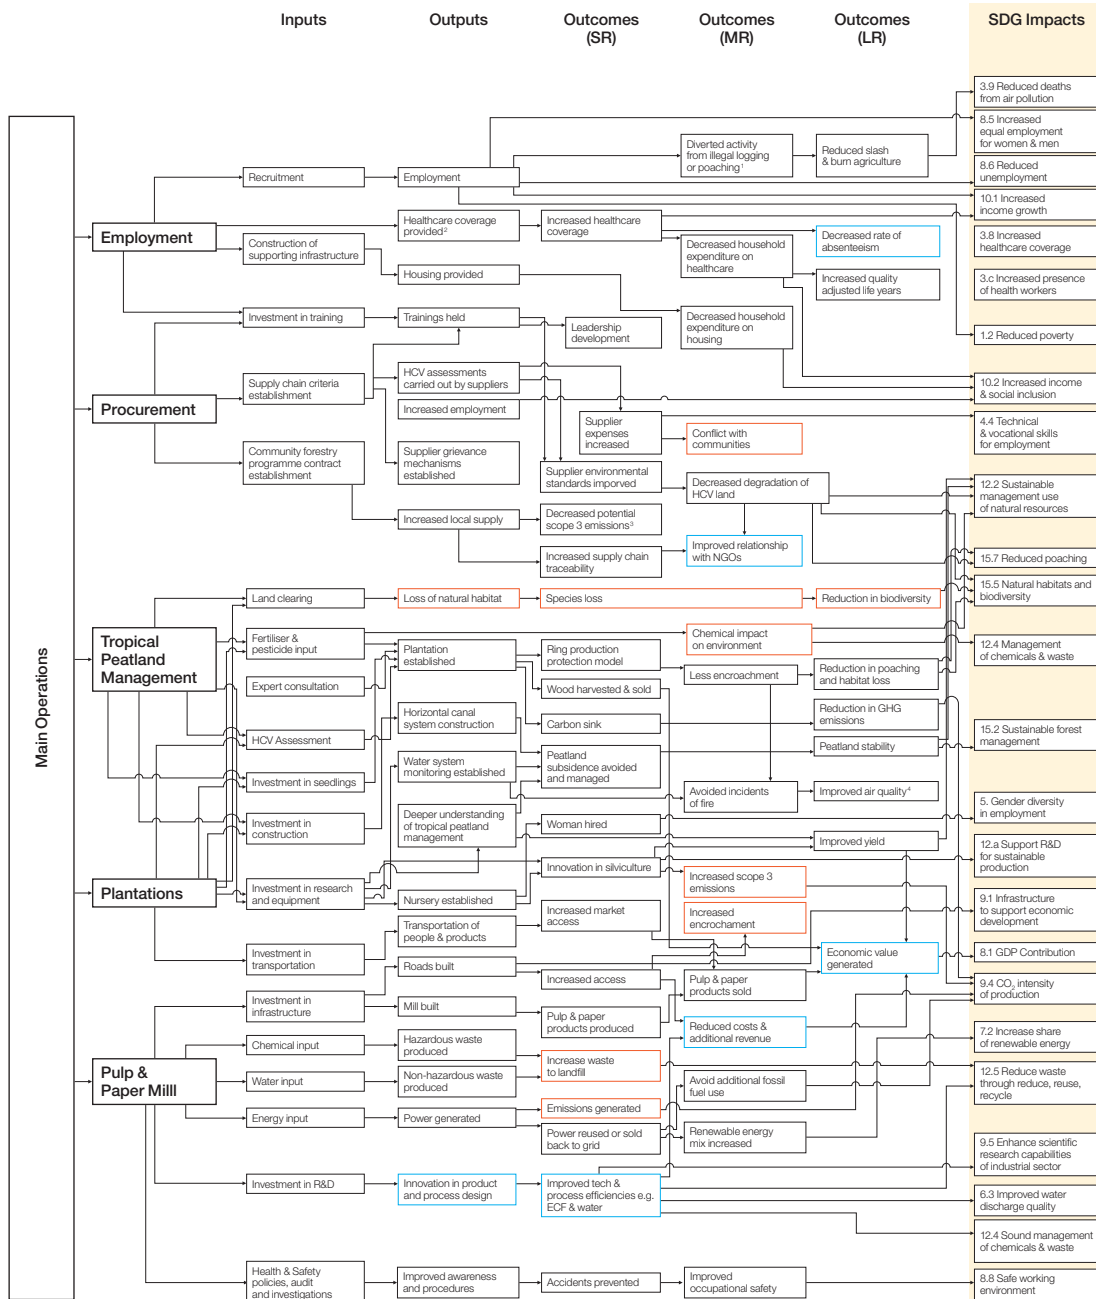 Inputs
Outputs
Outcomes
(SR)
Outcomes
(MR)
Outcomes
(LR)
SDG Impacts
Main Operations
Employment
Procurement
Tropical
Peatland
Management
Plantations
Pulp &
Paper Milll
Recruitment
Construction of
supporting infrastructure
Investment in training
Supply chain criteria
establishment
Community forestry
programme contract
establishment
Land clearing
Fertiliser &
pesticide input
Expert consultation
HCV Assessment
Investment in seedlings
Investment in
construction
Investment in research
and equipment
Investment in
transportation
Investment in
infrastructure
Chemical input
Water input
Energy input
Investment in R&D
Health & Safety
policies, audit
and investigations
Employment
Healthcare coverage
provided²
Housing provided
Trainings held
HCV assessments
carried out by suppliers
Increased employment
Supplier grievance
mechanisms
established
Increased local supply
Loss of natural habitat
Plantation
established
Horizontal canal
system construction
Water system
monitoring established
Deeper understanding
of tropical peatland
management
Nursery established
Transportation of
people & products
Roads built
Mill built
Hazardous waste
produced
Non-hazardous waste
produced
Power generated
Innovation in product
and process design
Improved awareness
and procedures
Increased healthcare
coverage
Leadership
development
Supplier
expenses
increased
Supplier environmental
standards imporved
Decreased potential
scope 3 emissions³
Increased supply chain
traceability
Species loss
Ring production
protection model
Wood harvested & sold
Carbon sink
Peatland
subsidence avoided
and managed
Woman hired
Innovation in silviculture
Increased market
access
Increased access
Pulp & paper
products produced
Increase waste
to landfill
Emissions generated
Power reused or sold
back to grid
Improved tech &
process efficiencies e.g.
ECF & water
Accidents prevented
Diverted activity
from illegal logging
or poaching¹
Decreased household
expenditure on
healthcare
Decreased household
expenditure on
housing
Conflict with
communities
Decreased degradation of
HCV land
Improved relationship
with NGOs
Chemical impact
on environment
Less encroachment
Avoided incidents
of fire
Increased scope 3
emissions
Increased
encrochament
Pulp & paper
products sold
Reduced costs &
additional revenue
Avoid additional fossil
fuel use
Renewable energy
mix increased
Improved
occupational safety
Reduced slash
& burn agriculture
Decreased rate of
absenteeism
Increased quality
adjusted life years
Reduction in biodiversity
Reduction in poaching
and habitat loss
Reduction in GHG
emissions
Peatland stability
Improved air quality⁴
Improved yield
Economic value
generated
3.9 Reduced deaths
from air pollution
8.5 Increased
equal employment
for women & men
8.6 Reduced
unemployment
10.1 Increased
income growth
3.8 Increased
healthcare coverage
3.c Increased presence
of health workers
1.2 Reduced poverty
10.2 Increased income
& social inclusion
4.4 Technical
& vocational skills
for employment
12.2 Sustainable
management use
of natural resources
15.7 Reduced poaching
15.5 Natural habitats and
biodiversity
12.4 Management
of chemicals & waste
15.2 Sustainable forest
management
5. Gender diversity
in employment
12.a Support R&D
for sustainable
production
9.1 Infrastructure
to support economic
development
8.1 GDP Contribution
9.4 CO₂ intensity
of production
7.2 Increase share
of renewable energy
12.5 Reduce waste
through reduce, reuse,
recycle
9.5 Enhance scientific
research capabilities
of industrial sector
6.3 Improved water
discharge quality
12.4 Sound management
of chemicals & waste
8.8 Safe working
environment